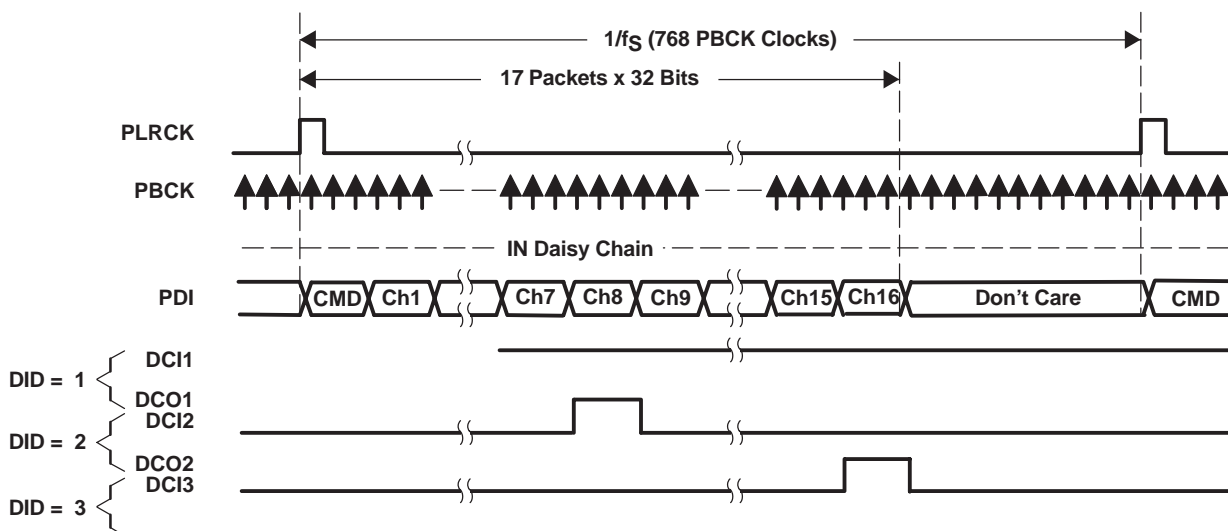 1/fS (768 PBCK Clocks)
17 Packets x 32 Bits
PLRCK
PBCK
IN Daisy Chain
PDI
CMD
Ch1
Ch7
Ch8
Ch9
Ch15
Ch16
Don't Care
CMD
DCI1
DID = 1
DCO1
DCI2
DID = 2
DCO2
DCI3
DID = 3